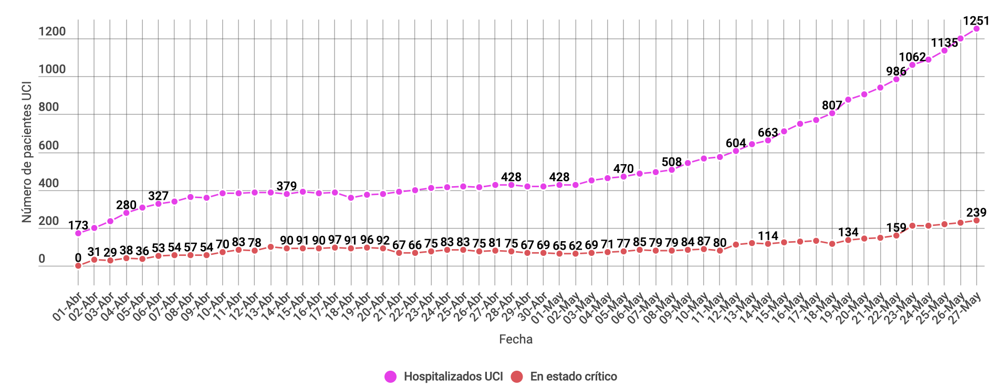 1200
1000
800
600
400
200
0
Número de pacientes UCI
173
280
327
379
428
428
470
508
604
663
807
986
1062
1135
1251
0
31
29
38
36
53
54
57
54
70
83
78
90
91
90
97
91
96
92
67
66
75
83
83
75
81
75
67
69
65
62
69
71
77
85
79
79
84
87
80
114
134
159
239
01-Abr
02-Abr
03-Abr
04-Abr
05-Abr
06-Abr
07-Abr
08-Abr
09-Abr
10-Abr
11-Abr
12-Abr
13-Abr
14-Abr
15-Abr
16-Abr
17-Abr
18-Abr
19-Abr
20-Abr
21-Abr
22-Abr
23-Abr
24-Abr
25-Abr
26-Abr
27-Abr
28-Abr
29-Abr
30-Abr
01-May
02-May
03-May
04-May
05-May
06-May
07-May
08-May
09-May
10-May
11-May
12-May
13-May
14-May
15-May
16-May
17-May
18-May
19-May
20-May
21-May
22-May
23-May
24-May
25-May
26-May
27-May
Fecha
Hospitalizados UCI
En estado crítico